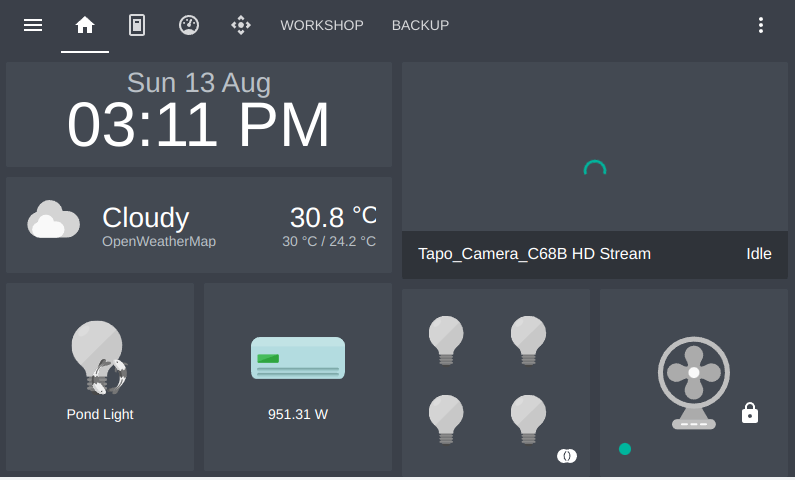 WORKSHOP BACKUP
Sun 13 Aug
03:11 PM
Cloudy
OpenWeatherMap
30.8 °C
30 °C / 24.2 °C
Tapo_Camera_C68B HD Stream Idle
Pond Light
951.31 W